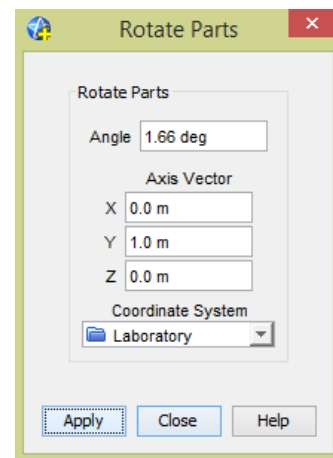 Rotate Parts
Rotate Parts
Angle 1.66 deg
Axis Vector
X 0.0 m
Y 1.0 m
Z 0.0 m
Coordinate System
Laboratory
Apply Close Help